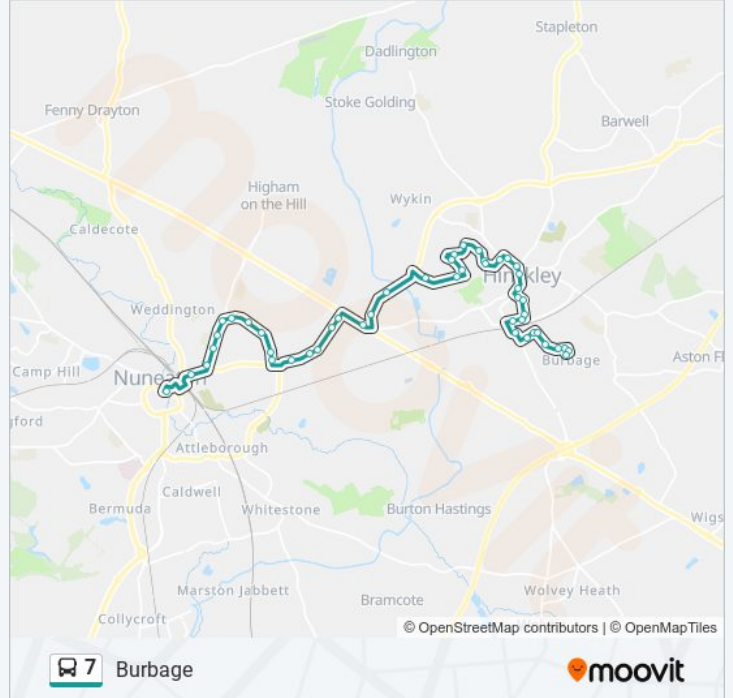 Stapleton
Dadlington
Stoke Golding
Fenny Drayton
Barwell
Higham
on the Hill
Wykin
Caldecote
Hinckley
Weddington
Burbage
Aston Fl
Camp Hill
Nuneaton
gford
Attleborough
Caldwell
Bermuda
Whitestone
Burton Hastings
Wigs
Marston Jabbett
Bramcote
Wolvey Heath
Collycroft
moovit
© OpenStreetMap contributors | © OpenMapTiles
7 Burbage
moovit